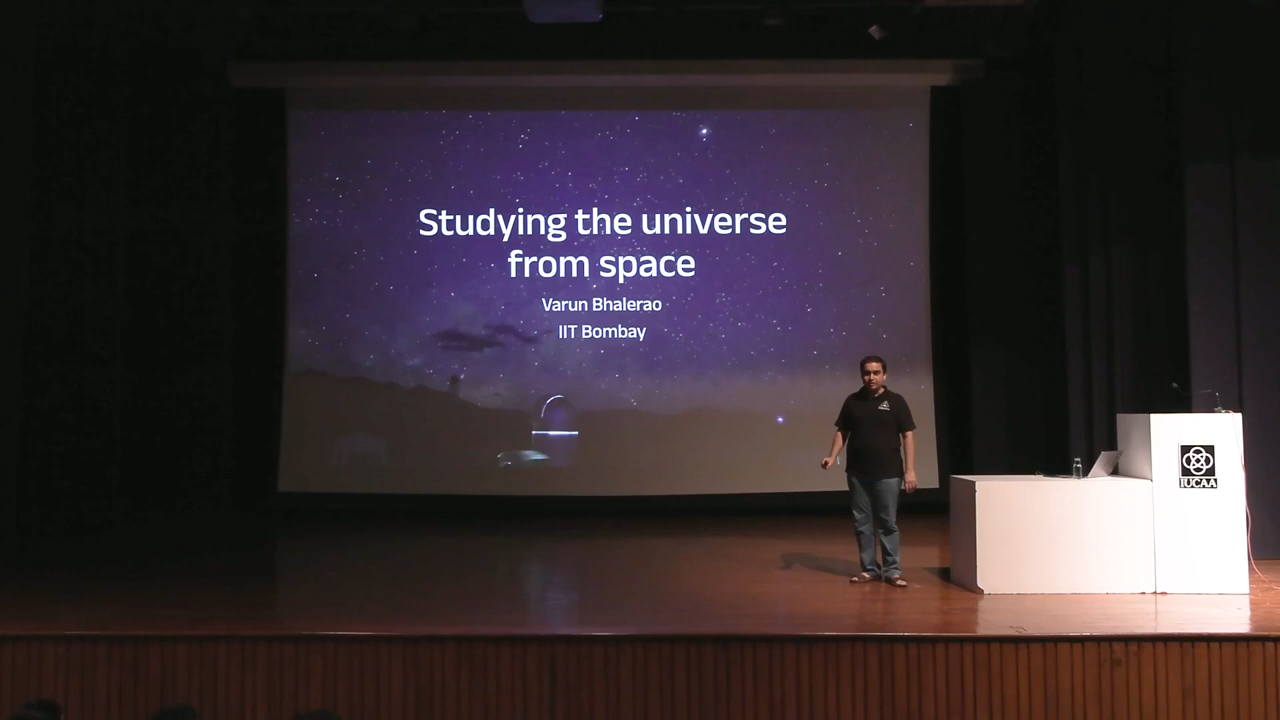 Studying the universe
from space
Varun Bhalerao
IIT Bombay
IUCAA